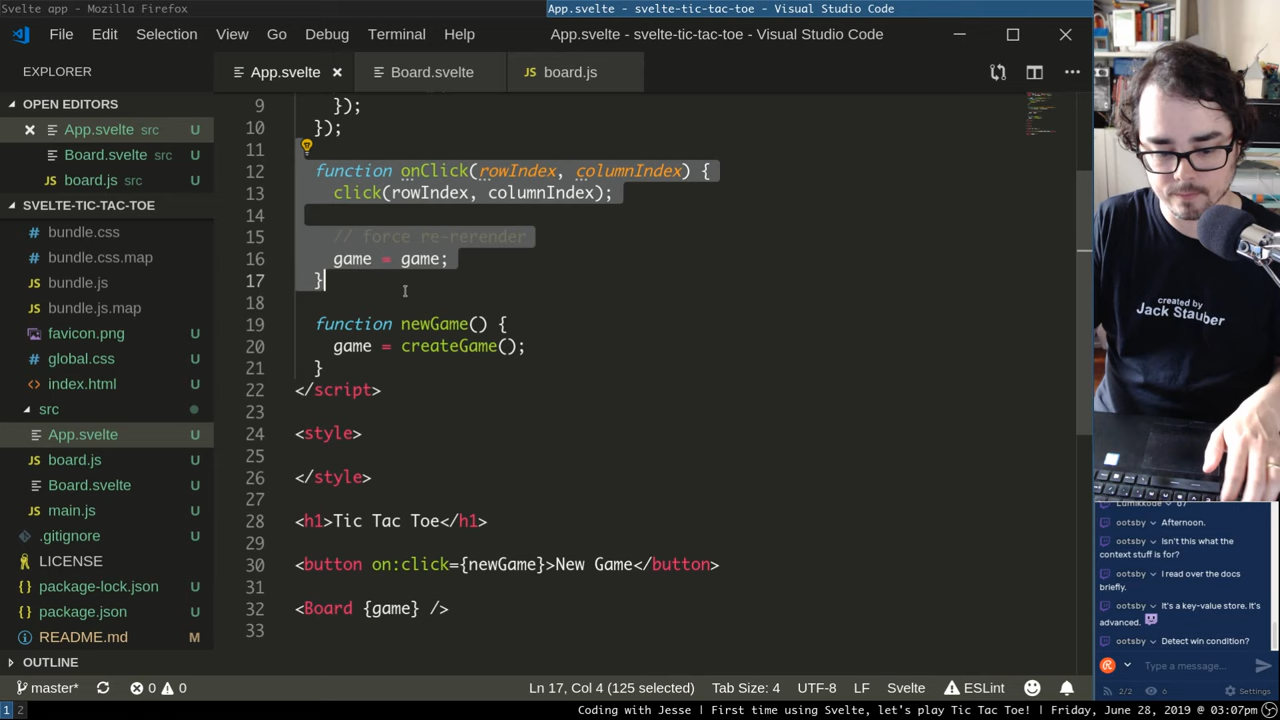 Svelte app - Mozilla Firefox
App.svelte - svelte-tic-tac-toe - Visual Studio Code
File Edit Selection View Go Debug Terminal Help
App.svelte - svelte-tic-tac-toe - Visual Studio Code
EXPLORER
App.svelte
Board.svelte
JS board.js
OPEN EDITORS
App.svelte src U
Board.svelte src U
JS board.js src U
SVELTE-TIC-TAC-TOE
bundle.css
bundle.css.map
JS bundle.js
bundle.js.map
favicon.png U
# global.css U
<> index.html U
src
App.svelte U
JS board.js U
Board.svelte U
JS main.js U
.gitignore U
LICENSE
{} package-lock.json U
{} package.json U
README.md M
OUTLINE
9 });
10 });
11
12 function onClick(rowIndex, columnIndex) {
13 click(rowIndex, columnIndex);
14
15 // force re-rerender
16 game = game;
17 }
18
19 function newGame() {
20 game = createGame();
21 }
22 </script>
23
24 <style>
25
26 </style>
27
28 <h1>Tic Tac Toe</h1>
29
30 <button on:click={newGame}>New Game</button>
31
32 <Board {game} />
33
created by
Jack Stauber
ootsby Afternoon.
ootsby Isn't this what the
context stuff is for?
ootsby I read over the docs
briefly.
ootsby It's a key-value store. It's
advanced.
ootsby Detect win condition?
Type a message...
2/2 6 Settings
master* 0 0 Ln 17, Col 4 (125 selected) Tab Size: 4 UTF-8 LF Svelte ESLint
1 2
Coding with Jesse | First time using Svelte, let's play Tic Tac Toe! | Friday, June 28, 2019 @ 03:07pm